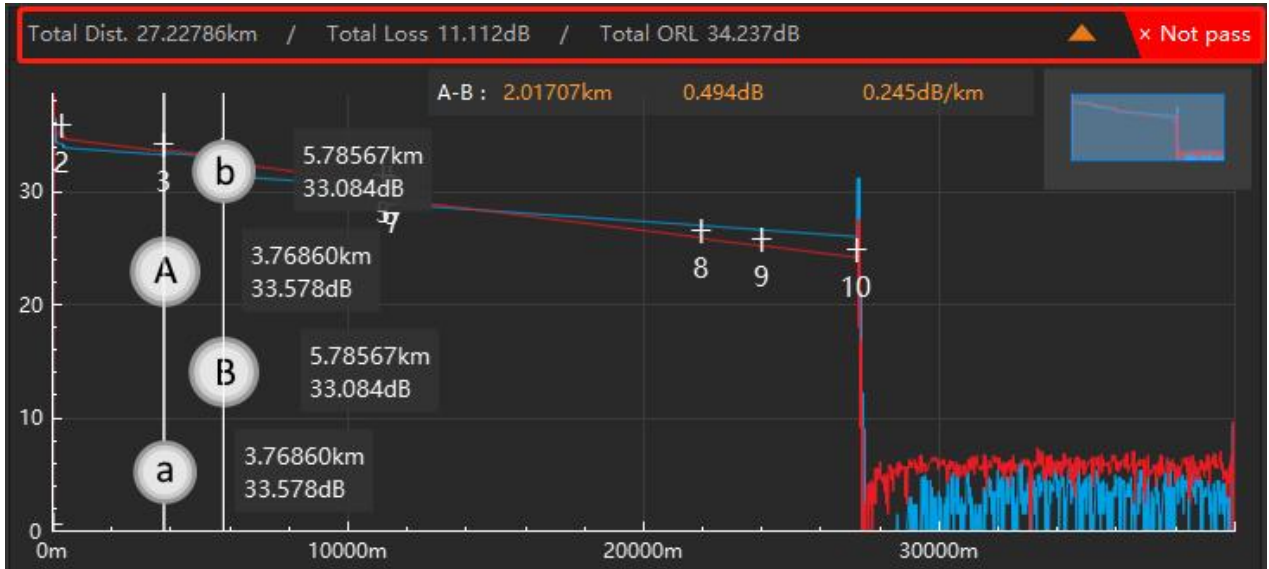 Total Dist. 27.22786km / Total Loss 11.112dB / Total ORL 34.237dB × Not pass
A-B : 2.01707km 0.494dB 0.245dB/km
2
3
b
5.78567km
33.084dB
30
7
A
3.76860km
33.578dB
8
9
10
20
B
5.78567km
33.084dB
10
a
3.76860km
33.578dB
0
0m 10000m 20000m 30000m